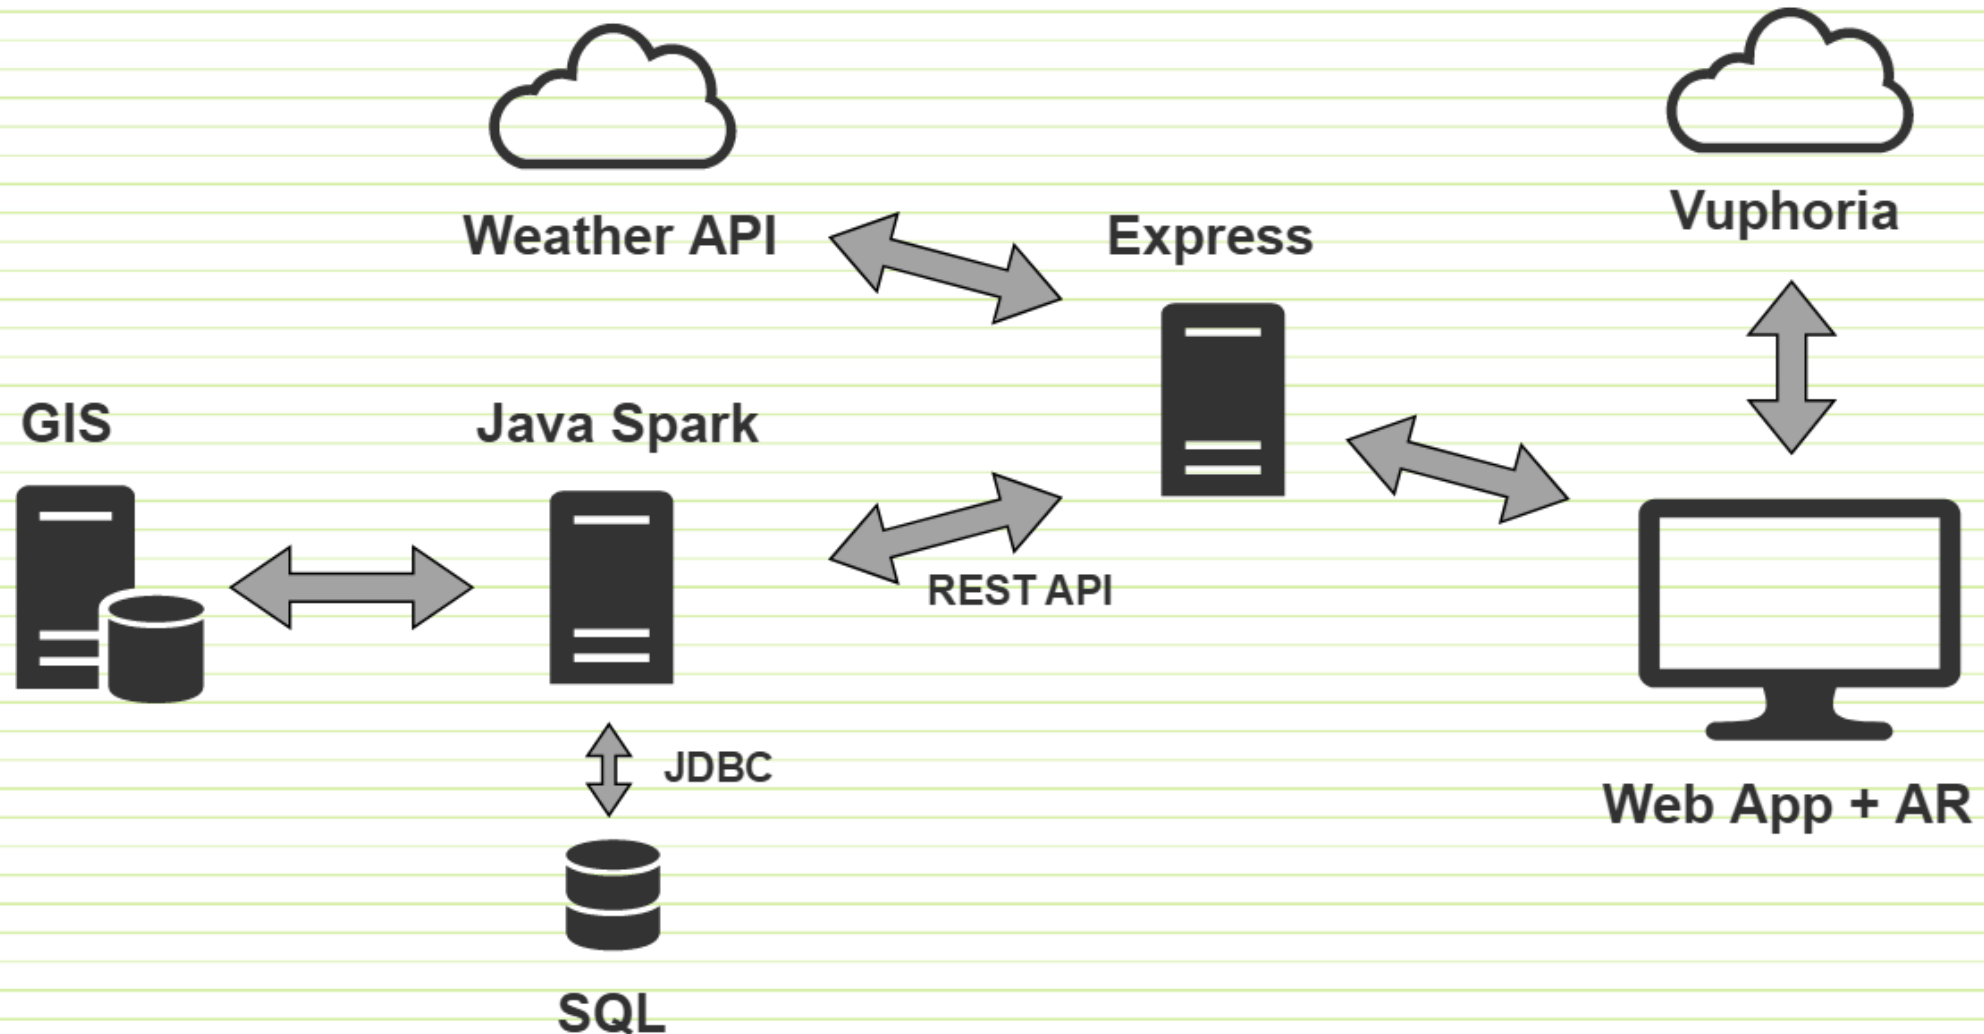 Weather API
Express
Vuphoria
GIS
Java Spark
REST API
JDBC
Web App + AR
SQL